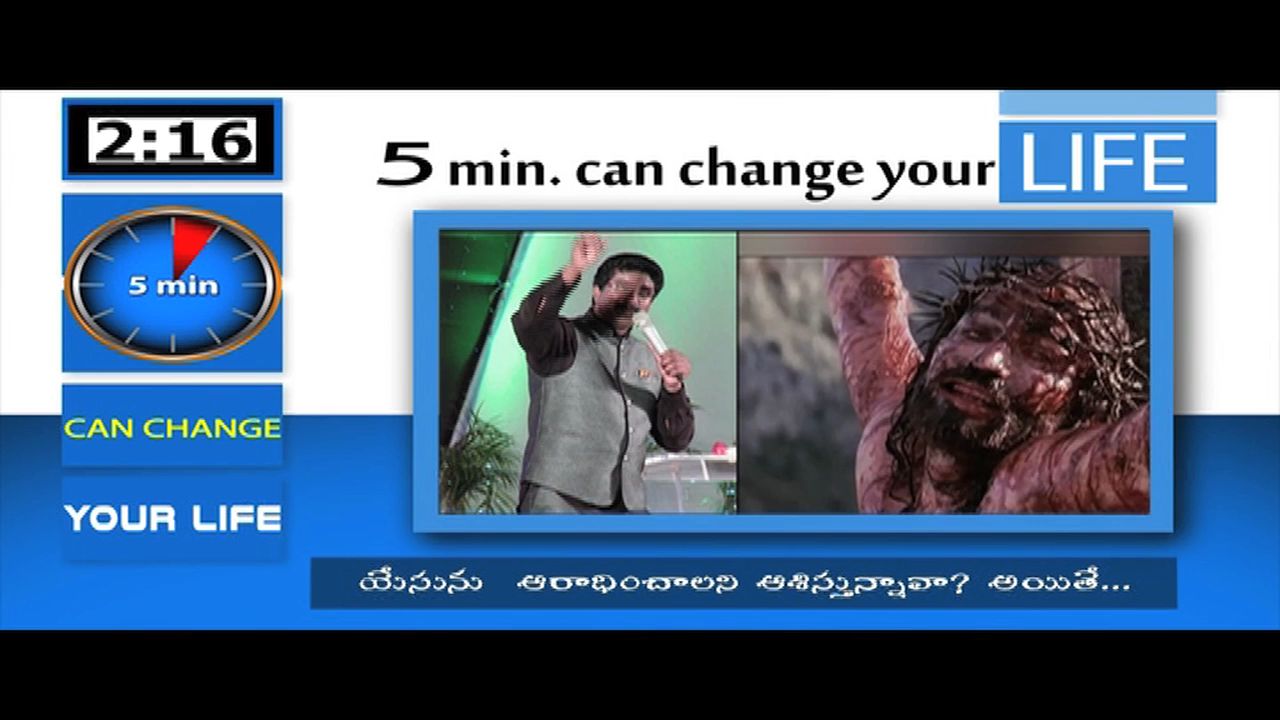 2:16
5 min. can change your LIFE
5 min
CAN CHANGE
YOUR LIFE
యేసును ఆరాధించాలని ఆశిస్తున్నావా? అయితే...